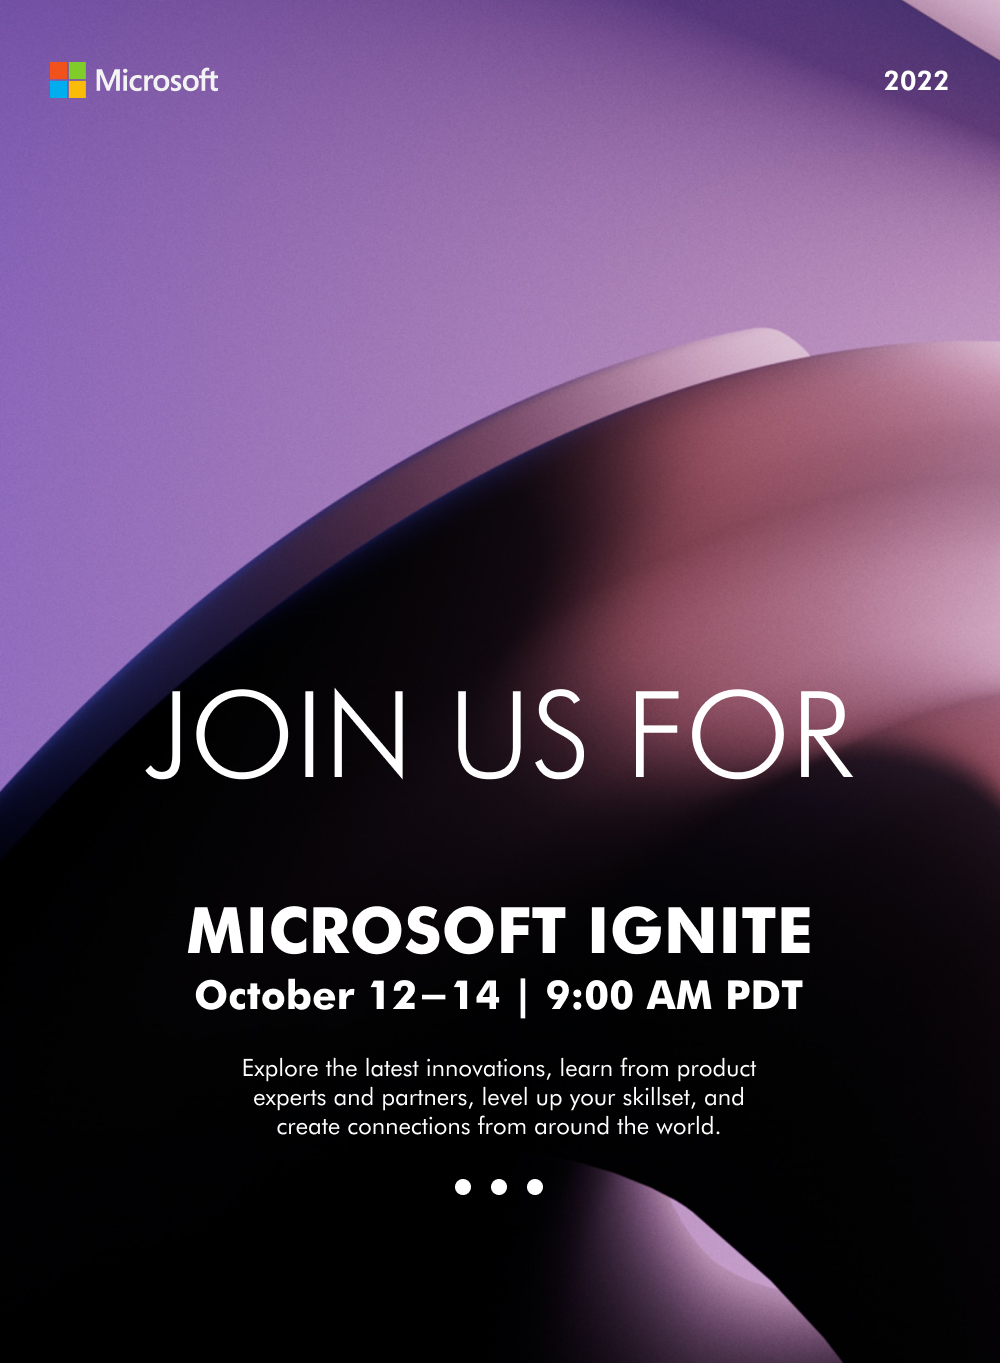 Microsoft
2022
JOIN US FOR
MICROSOFT IGNITE
October 12–14 | 9:00 AM PDT
Explore the latest innovations, learn from product
experts and partners, level up your skillset, and
create connections from around the world.